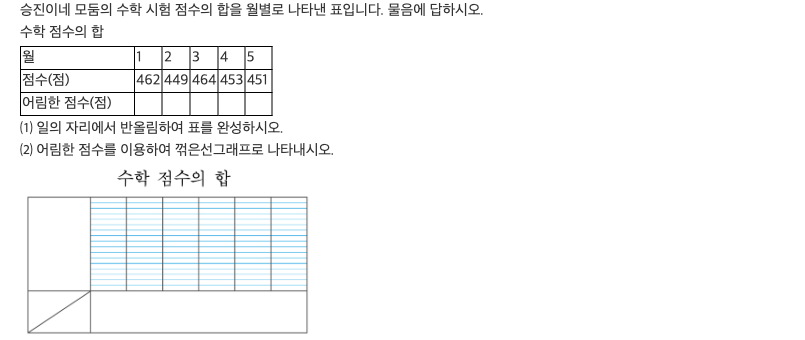 승진이네 모둠의 수학 시험 점수의 합을 월별로 나타낸 표입니다. 물음에 답하시오.
수학 점수의 합
월 1 2 3 4 5
점수(점) 462 449 464 453 451
어림한 점수(점)
⑴ 일의 자리에서 반올림하여 표를 완성하시오.
⑵ 어림한 점수를 이용하여 꺾은선그래프로 나타내시오.
수학 점수의 합